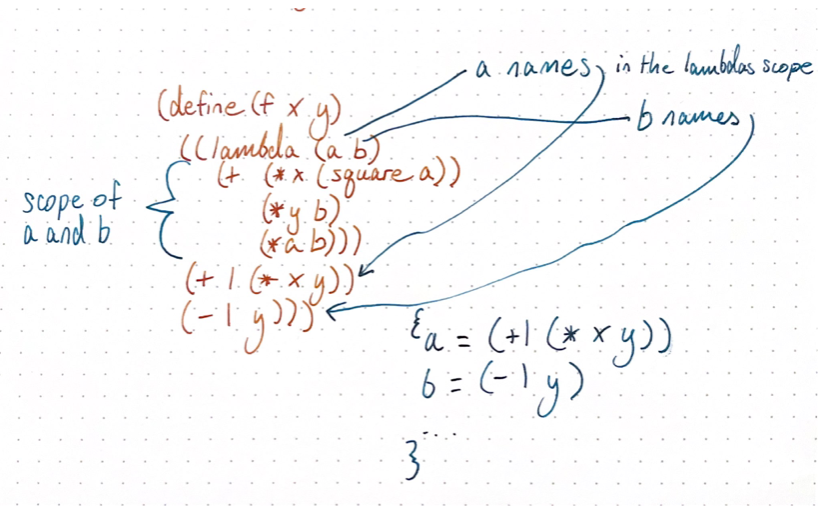 a names
in the lambdas scope
(define (f x y)
b names
((lambda (a b)
(+ (* x (square a))
scope of
a and b
(* y b)
(* a b)))
(+ 1 (* x y))
(- 1 y)))
{a = (+1 (* x y))
b = (- 1 y)
...
}